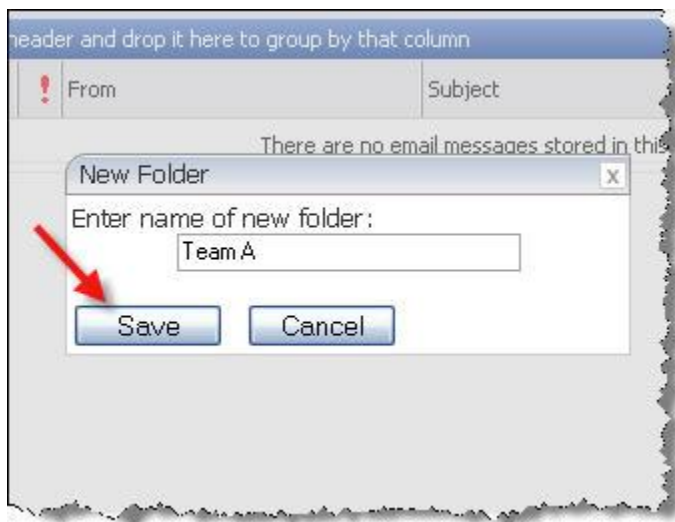 header and drop it here to group by that column
! From Subject
There are no email messages stored in this
New Folder x
Enter name of new folder:
Team A
Save Cancel